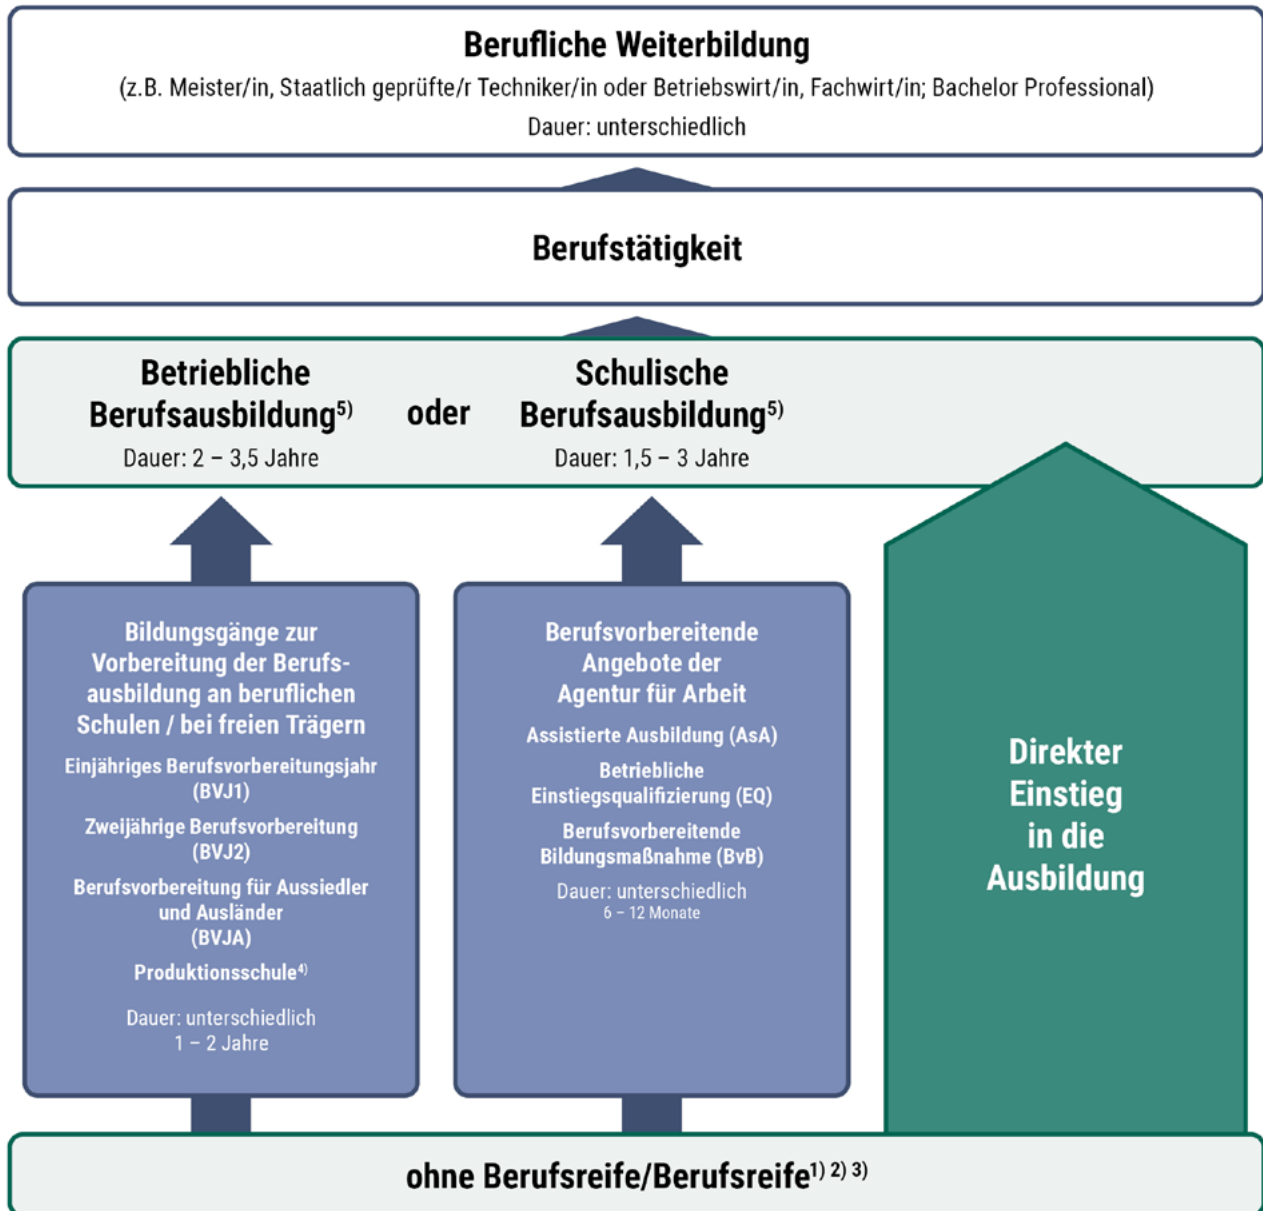 Berufliche Weiterbildung
(z.B. Meister/in, Staatlich geprüfte/r Techniker/in oder Betriebswirt/in, Fachwirt/in; Bachelor Professional)
Dauer: unterschiedlich
Berufstätigkeit
Betriebliche
Berufsausbildung⁵⁾
Dauer: 2 – 3,5 Jahre
oder
Schulische
Berufsausbildung⁵⁾
Dauer: 1,5 – 3 Jahre
Bildungsgänge zur
Vorbereitung der Berufs-
ausbildung an beruflichen
Schulen / bei freien Trägern
Einjähriges Berufsvorbereitungsjahr
(BVJ1)
Zweijährige Berufsvorbereitung
(BVJ2)
Berufsvorbereitung für Aussiedler
und Ausländer
(BVJA)
Produktionsschule⁴⁾
Dauer: unterschiedlich
1 – 2 Jahre
Berufsvorbereitende
Angebote der
Agentur für Arbeit
Assistierte Ausbildung (AsA)
Betriebliche
Einstiegsqualifizierung (EQ)
Berufsvorbereitende
Bildungsmaßnahme (BvB)
Dauer: unterschiedlich
6 – 12 Monate
Direkter
Einstieg
in die
Ausbildung
ohne Berufsreife/Berufsreife¹⁾ ²⁾ ³⁾